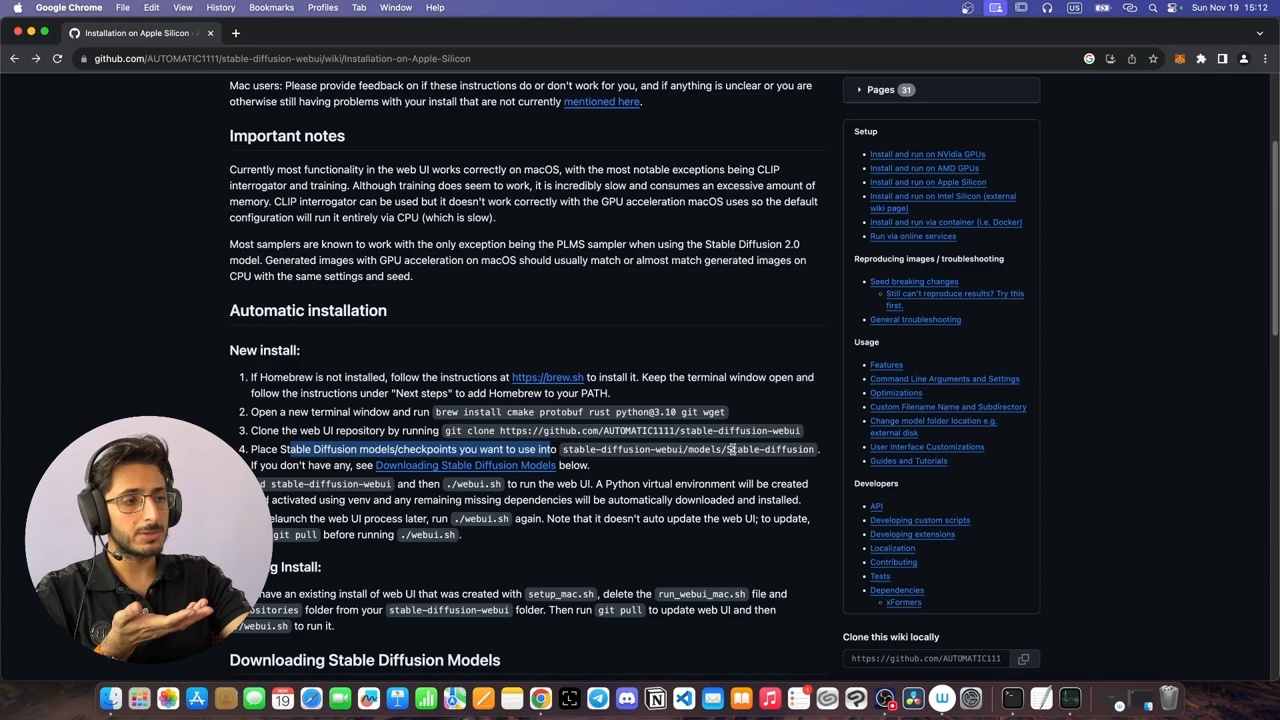 Google Chrome File Edit View History Bookmarks Profiles Tab Window Help US Sun Nov 19 15:12
Installation on Apple Silicon ·
github.com/AUTOMATIC1111/stable-diffusion-webui/wiki/Installation-on-Apple-Silicon
Mac users: Please provide feedback on if these instructions do or don't work for you, and if anything is unclear or you are
otherwise still having problems with your install that are not currently mentioned here.
Important notes
Currently most functionality in the web UI works correctly on macOS, with the most notable exceptions being CLIP
interrogator and training. Although training does seem to work, it is incredibly slow and consumes an excessive amount of
memory. CLIP interrogator can be used but it doesn't work correctly with the GPU acceleration macOS uses so the default
configuration will run it entirely via CPU (which is slow).
Most samplers are known to work with the only exception being the PLMS sampler when using the Stable Diffusion 2.0
model. Generated images with GPU acceleration on macOS should usually match or almost match generated images on
CPU with the same settings and seed.
Automatic installation
New install:
1. If Homebrew is not installed, follow the instructions at https://brew.sh to install it. Keep the terminal window open and
follow the instructions under "Next steps" to add Homebrew to your PATH.
2. Open a new terminal window and run brew install cmake protobuf rust python@3.10 git wget
3. Clone the web UI repository by running git clone https://github.com/AUTOMATIC1111/stable-diffusion-webui
4. Place Stable Diffusion models/checkpoints you want to use into stable-diffusion-webui/models/Stable-diffusion.
If you don't have any, see Downloading Stable Diffusion Models below.
stable-diffusion-webui and then ./webui.sh to run the web UI. A Python virtual environment will be created
activated using venv and any remaining missing dependencies will be automatically downloaded and installed.
elaunch the web UI process later, run ./webui.sh again. Note that it doesn't auto update the web UI; to update,
git pull before running ./webui.sh.
g Install:
have an existing install of web UI that was created with setup_mac.sh, delete the run_webui_mac.sh file and
ositories folder from your stable-diffusion-webui folder. Then run git pull to update web UI and then
./webui.sh to run it.
Downloading Stable Diffusion Models
Pages 31
Setup
Install and run on NVidia GPUs
Install and run on AMD GPUs
Install and run on Apple Silicon
Install and run on Intel Silicon (external
wiki page)
Install and run via container (i.e. Docker)
Run via online services
Reproducing images / troubleshooting
Seed breaking changes
Still can't reproduce results? Try this
first.
General troubleshooting
Usage
Features
Command Line Arguments and Settings
Optimizations
Custom Filename Name and Subdirectory
Change model folder location e.g.
external disk
User Interface Customizations
Guides and Tutorials
Developers
API
Developing custom scripts
Developing extensions
Localization
Contributing
Tests
Dependencies
xFormers
Clone this wiki locally
https://github.com/AUTOMATIC111
NOV
19
1